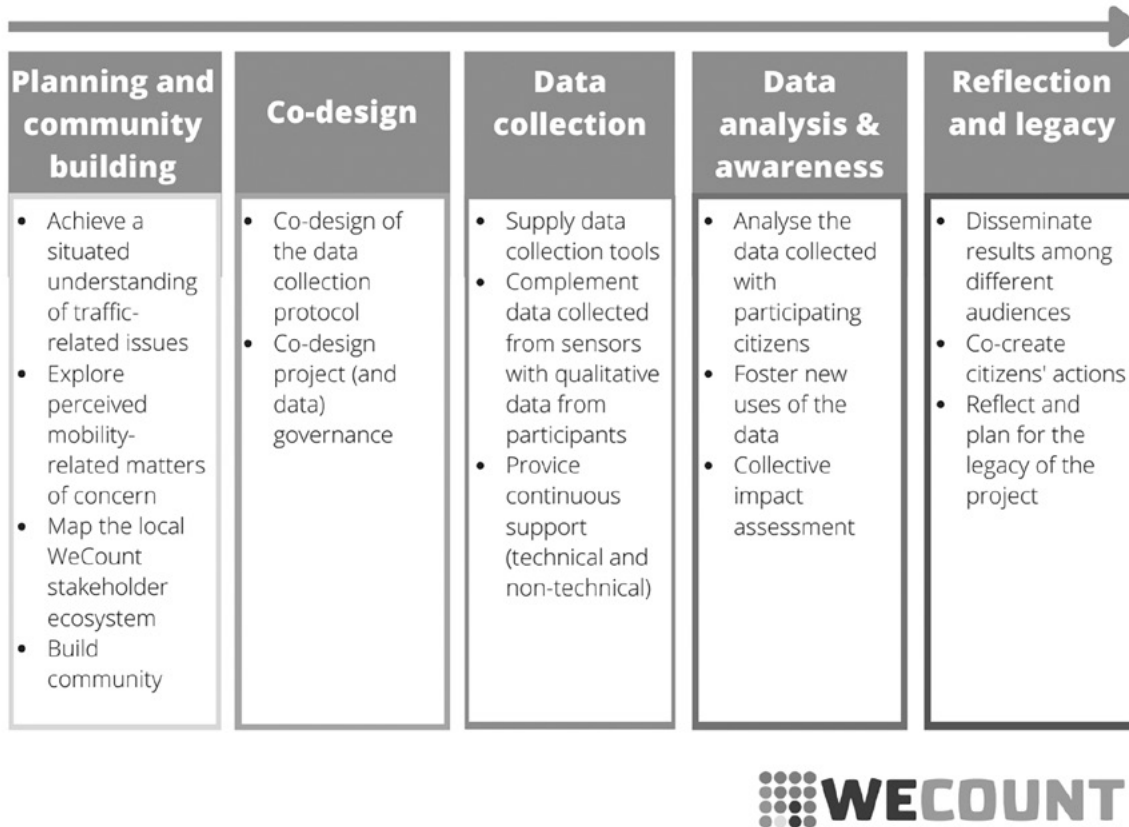 Planning and
community
building
• Achieve a
situated
understanding
of traffic-
related issues
• Explore
perceived
mobility-
related matters
of concern
• Map the local
WeCount
stakeholder
ecosystem
• Build
community
Co-design
• Co-design of
the data
collection
protocol
• Co-design
project (and
data)
governance
Data
collection
• Supply data
collection tools
• Complement
data collected
from sensors
with qualitative
data from
participants
• Provice
continuous
support
(technical and
non-technical)
Data
analysis &
awareness
• Analyse the
data collected
with
participating
citizens
• Foster new
uses of the
data
• Collective
impact
assessment
Reflection
and legacy
• Disseminate
results among
different
audiences
• Co-create
citizens' actions
• Reflect and
plan for the
legacy of the
project
WECOUNT